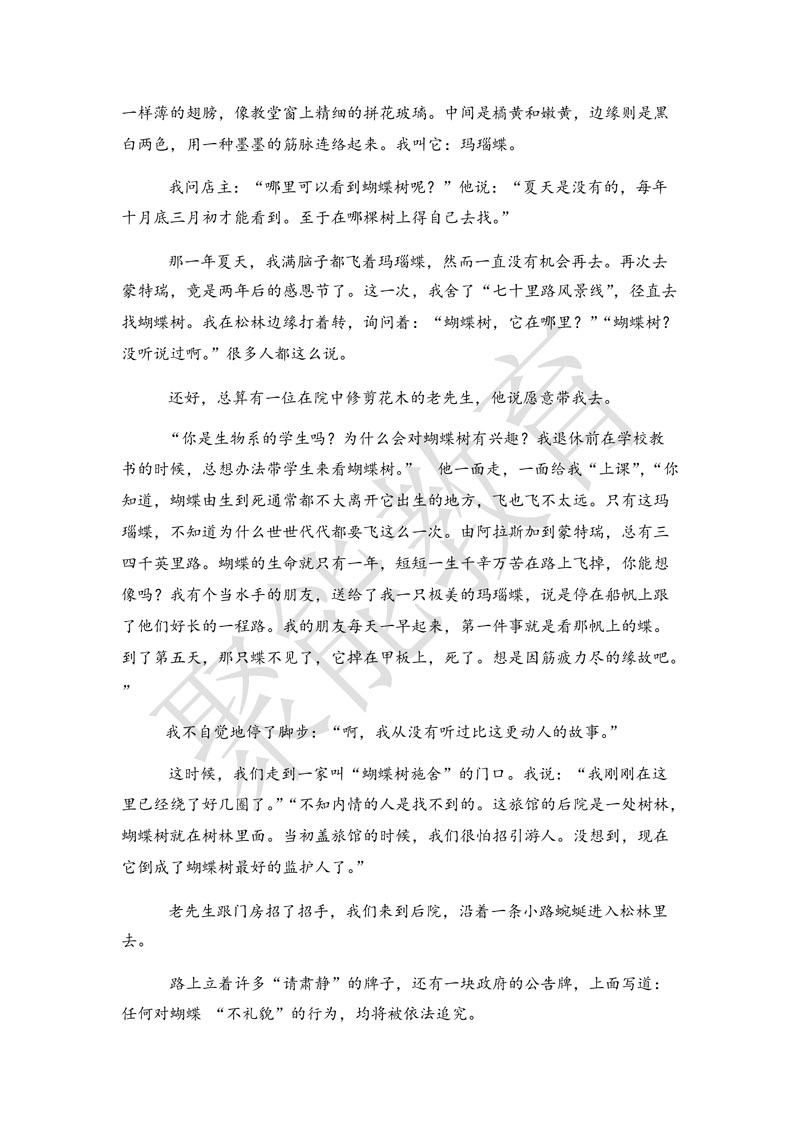 一样薄的翅膀，像教堂窗上精细的拼花玻璃。中间是橘黄和嫩黄，边缘则是黑
白两色，用一种墨墨的筋脉连络起来。我叫它：玛瑙蝶。
我问店主：“哪里可以看到蝴蝶树呢？”他说：“夏天是没有的，每年
十月底三月初才能看到。至于在哪棵树上得自己去找。”
那一年夏天，我满脑子都飞着玛瑙蝶，然而一直没有机会再去。再次去
蒙特瑞，竟是两年后的感恩节了。这一次，我舍了“七十里路风景线”，径直去
找蝴蝶树。我在松林边缘打着转，询问着：“蝴蝶树，它在哪里？”“蝴蝶树？
没听说过啊。”很多人都这么说。
还好，总算有一位在院中修剪花木的老先生，他说愿意带我去。
“你是生物系的学生吗？为什么会对蝴蝶树有兴趣？我退休前在学校教
书的时候，总想办法带学生来看蝴蝶树。” 他一面走，一面给我“上课”，“你
知道，蝴蝶由生到死通常都不大离开它出生的地方，飞也飞不太远。只有这玛
瑙蝶，不知道为什么世世代代都要飞这么一次。由阿拉斯加到蒙特瑞，总有三
四千英里路。蝴蝶的生命就只有一年，短短一生千辛万苦在路上飞掉，你能想
像吗？我有个当水手的朋友，送给了我一只极美的玛瑙蝶，说是停在船帆上跟
了他们好长的一程路。我的朋友每天一早起来，第一件事就是看那帆上的蝶。
到了第五天，那只蝶不见了，它掉在甲板上，死了。想是因筋疲力尽的缘故吧。
”
我不自觉地停了脚步：“啊，我从没有听过比这更动人的故事。”
这时候，我们走到一家叫“蝴蝶树施舍”的门口。我说：“我刚刚在这
里已经绕了好几圈了。”“不知内情的人是找不到的。这旅馆的后院是一处树林，
蝴蝶树就在树林里面。当初盖旅馆的时候，我们很怕招引游人。没想到，现在
它倒成了蝴蝶树最好的监护人了。”
老先生跟门房招了招手，我们来到后院，沿着一条小路蜿蜒进入松林里
去。
路上立着许多“请肃静”的牌子，还有一块政府的公告牌，上面写道：
任何对蝴蝶 “不礼貌”的行为，均将被依法追究。
聚能教育